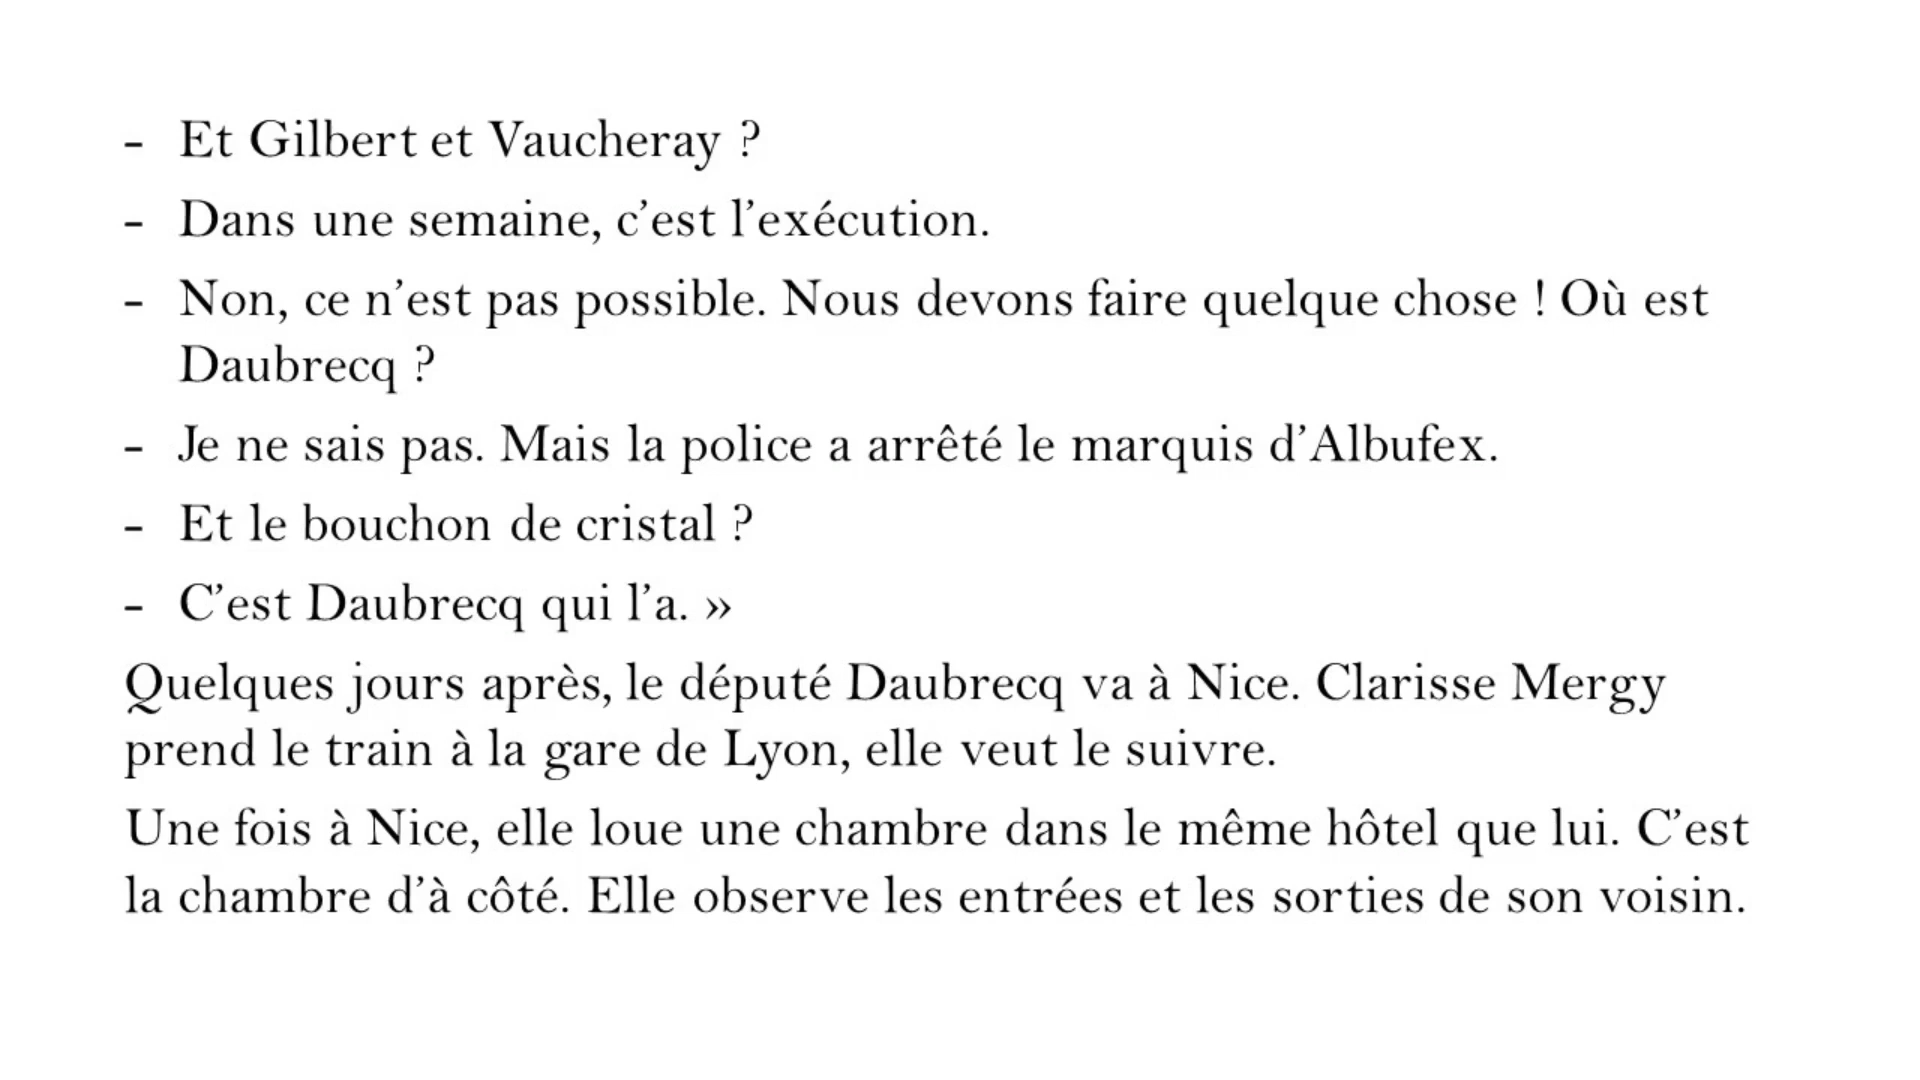 - Et Gilbert et Vaucheray ?
- Dans une semaine, c’est l’exécution.
- Non, ce n’est pas possible. Nous devons faire quelque chose ! Où est
Daubrecq ?
- Je ne sais pas. Mais la police a arrêté le marquis d’Albufex.
- Et le bouchon de cristal ?
- C’est Daubrecq qui l’a. »
Quelques jours après, le député Daubrecq va à Nice. Clarisse Mergy
prend le train à la gare de Lyon, elle veut le suivre.
Une fois à Nice, elle loue une chambre dans le même hôtel que lui. C’est
la chambre d’à côté. Elle observe les entrées et les sorties de son voisin.